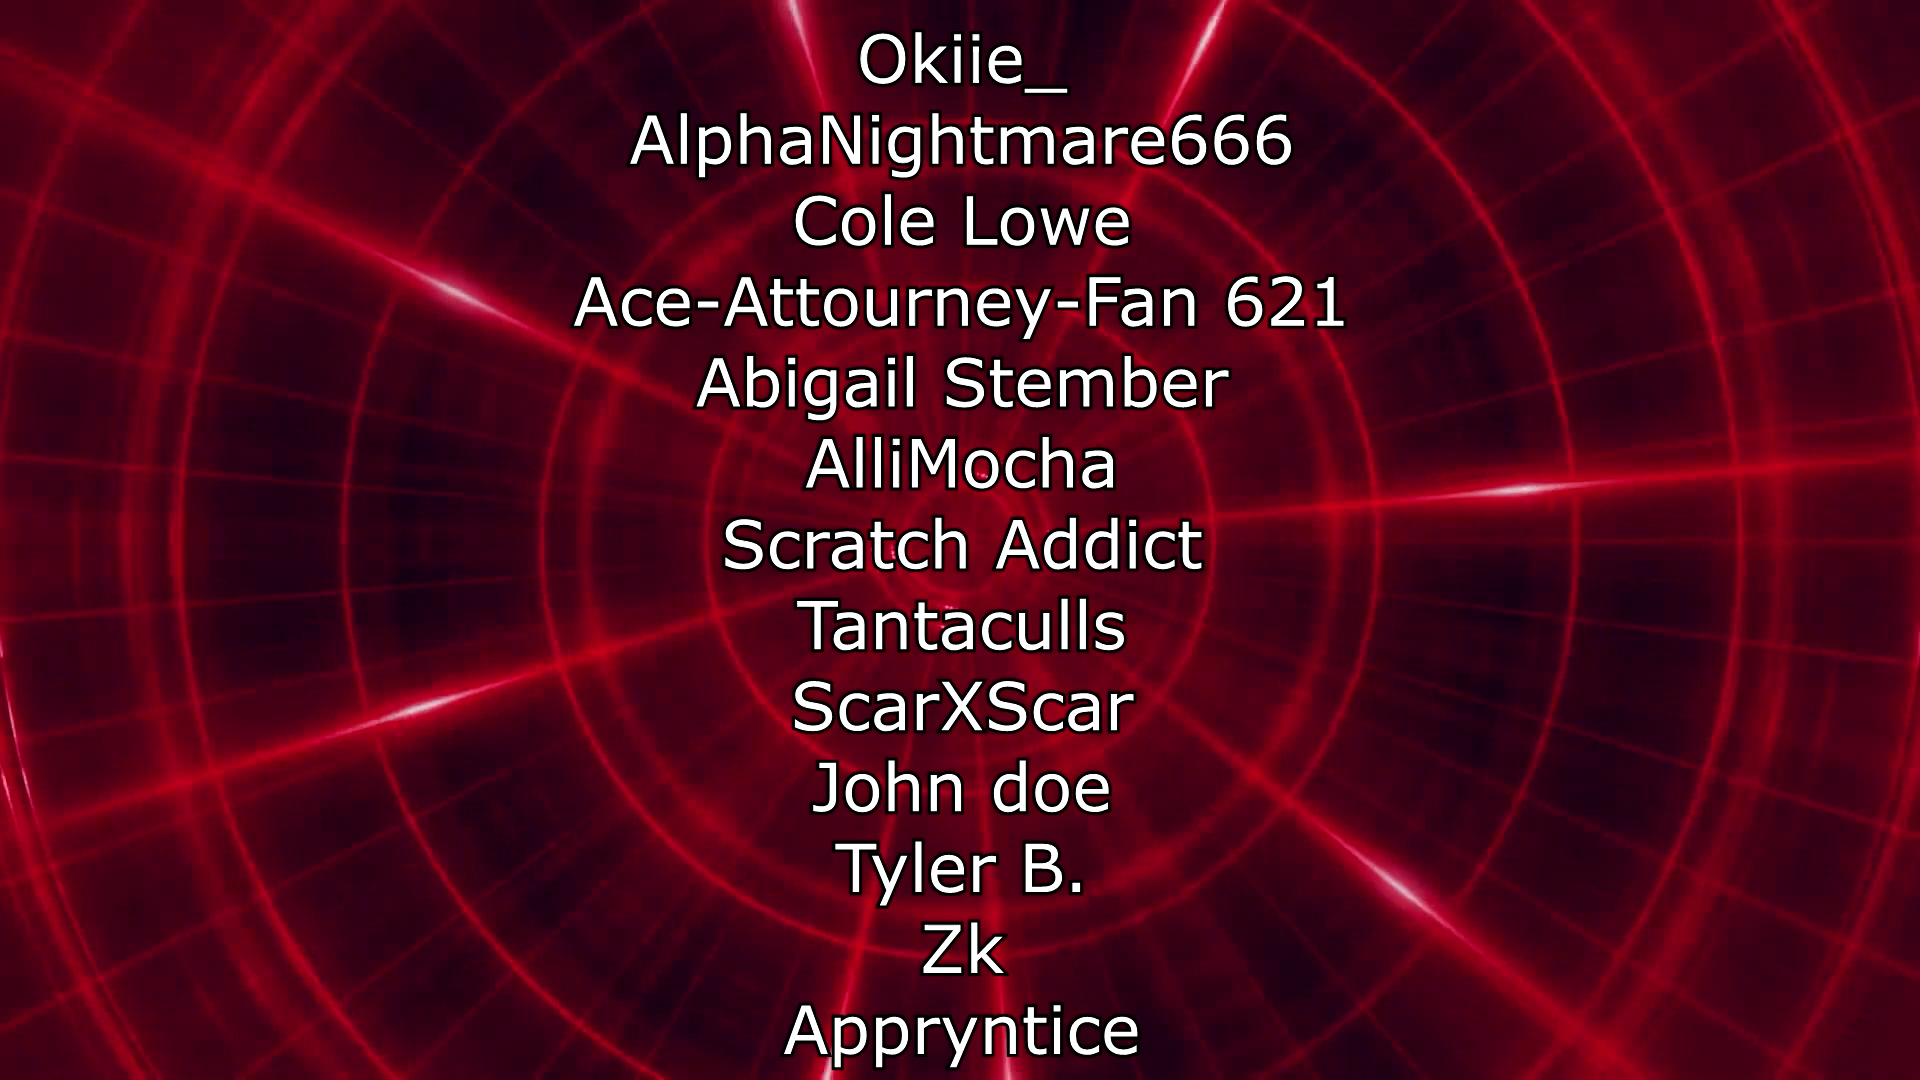 Okiie_
AlphaNightmare666
Cole Lowe
Ace-Attourney-Fan 621
Abigail Stember
AlliMocha
Scratch Addict
Tantaculls
ScarXScar
John doe
Tyler B.
Zk
Appryntice